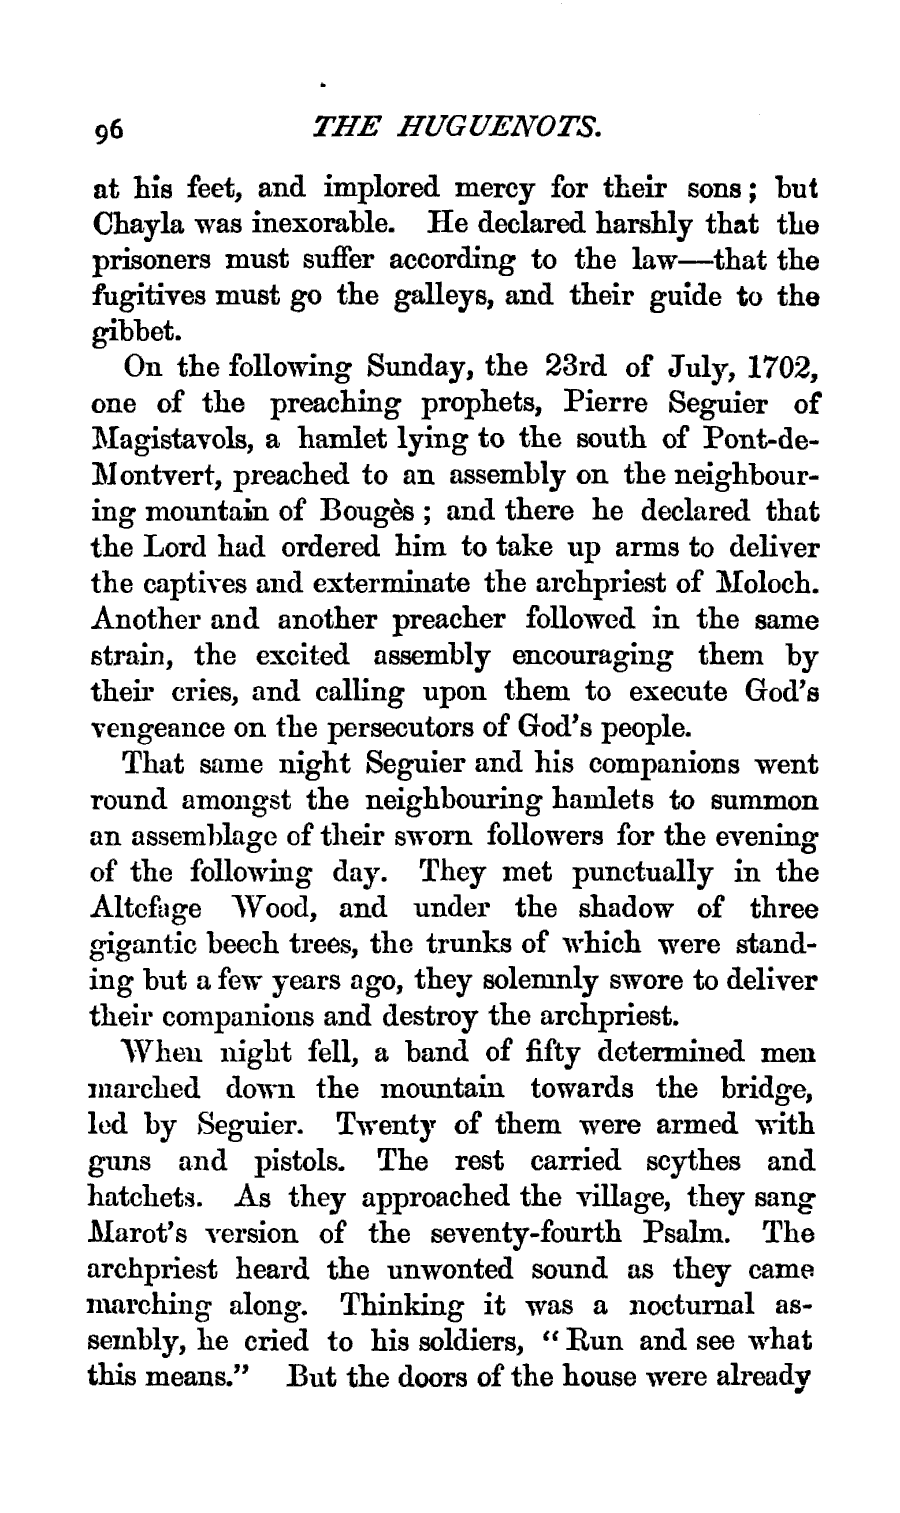 96 THE HUGUENOTS.
at his feet, and implored mercy for their sons; but
Chayla was inexorable. He declared harshly that the
prisoners must suffer according to the law—that the
fugitives must go the galleys, and their guide to the
gibbet.
On the following Sunday, the 23rd of July, 1702,
one of the preaching prophets, Pierre Seguier of
Magistavols, a hamlet lying to the south of Pont-de-
Montvert, preached to an assembly on the neighbour-
ing mountain of Bougès; and there he declared that
the Lord had ordered him to take up arms to deliver
the captives and exterminate the archpriest of Moloch.
Another and another preacher followed in the same
strain, the excited assembly encouraging them by
their cries, and calling upon them to execute God's
vengeance on the persecutors of God's people.
That same night Seguier and his companions went
round amongst the neighbouring hamlets to summon
an assemblage of their sworn followers for the evening
of the following day. They met punctually in the
Altefage Wood, and under the shadow of three
gigantic beech trees, the trunks of which were stand-
ing but a few years ago, they solemnly swore to deliver
their companions and destroy the archpriest.
When night fell, a band of fifty determined men
marched down the mountain towards the bridge,
led by Seguier. Twenty of them were armed with
guns and pistols. The rest carried scythes and
hatchets. As they approached the village, they sang
Marot's version of the seventy-fourth Psalm. The
archpriest heard the unwonted sound as they came
marching along. Thinking it was a nocturnal as-
sembly, he cried to his soldiers, "Run and see what
this means." But the doors of the house were already